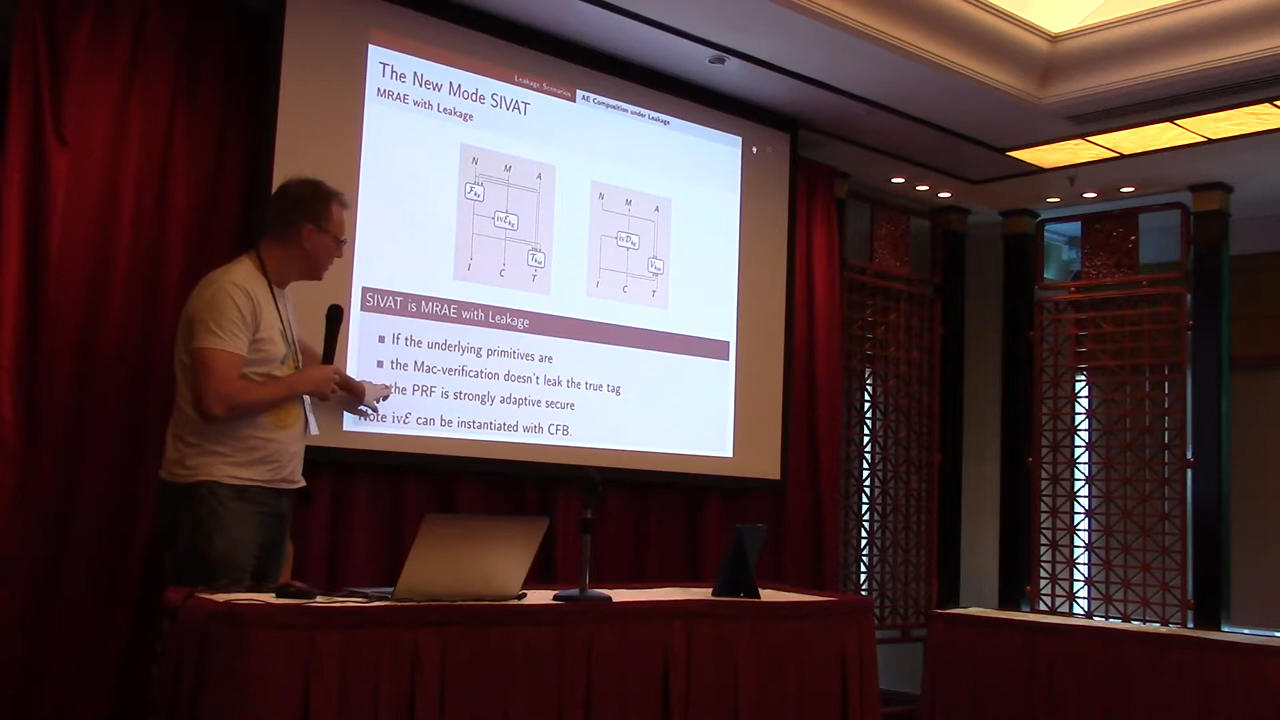 Leakage Scenarios
AE Composition under Leakage
The New Mode SIVAT
MRAE with Leakage
N M A
ivℰ
I C T
N M A
iv𝒟
I C T
SIVAT is MRAE with Leakage
If the underlying primitives are
the Mac-verification doesn't leak the true tag
the PRF is strongly adaptive secure
Note ivℰ can be instantiated with CFB.